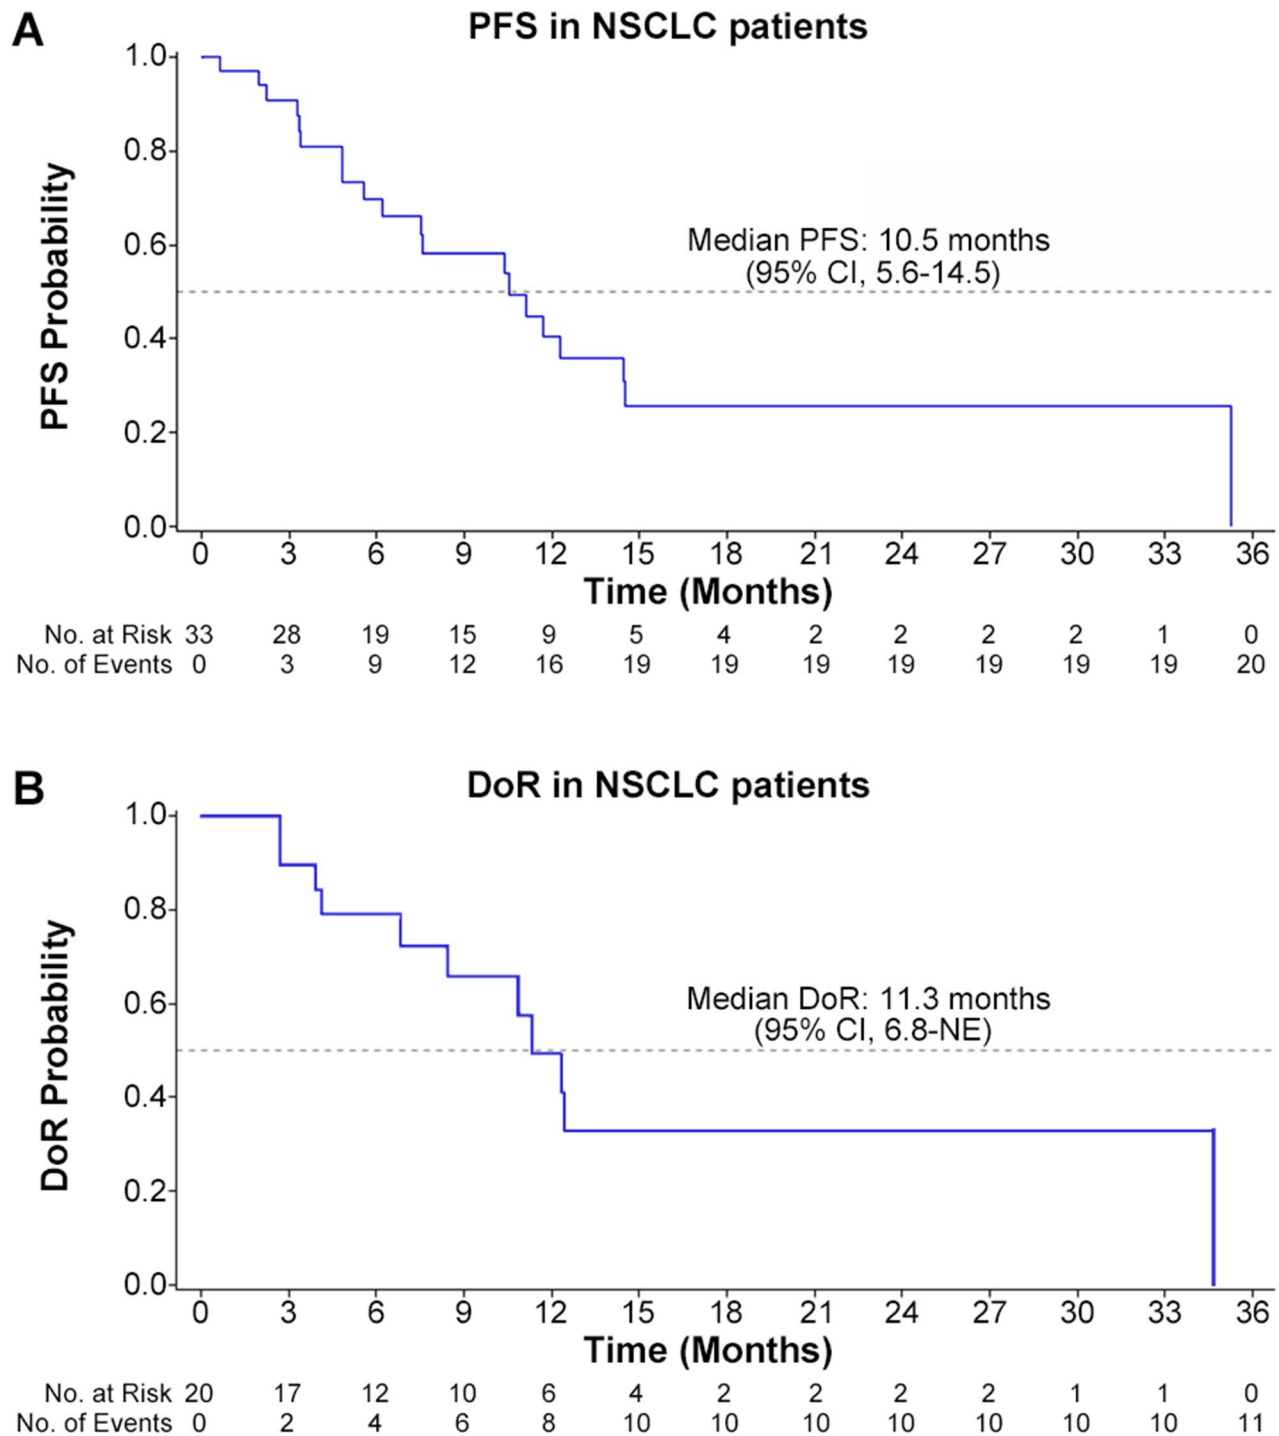 A
PFS in NSCLC patients
1.0
0.8
0.6
0.4
0.2
0.0
PFS Probability
Median PFS: 10.5 months
(95% CI, 5.6-14.5)
0 3 6 9 12 15 18 21 24 27 30 33 36
Time (Months)
No. at Risk 33 28 19 15 9 5 4 2 2 2 2 1 0
No. of Events 0 3 9 12 16 19 19 19 19 19 19 19 20
B
DoR in NSCLC patients
1.0
0.8
0.6
0.4
0.2
0.0
DoR Probability
Median DoR: 11.3 months
(95% CI, 6.8-NE)
0 3 6 9 12 15 18 21 24 27 30 33 36
Time (Months)
No. at Risk 20 17 12 10 6 4 2 2 2 2 1 1 0
No. of Events 0 2 4 6 8 10 10 10 10 10 10 10 11